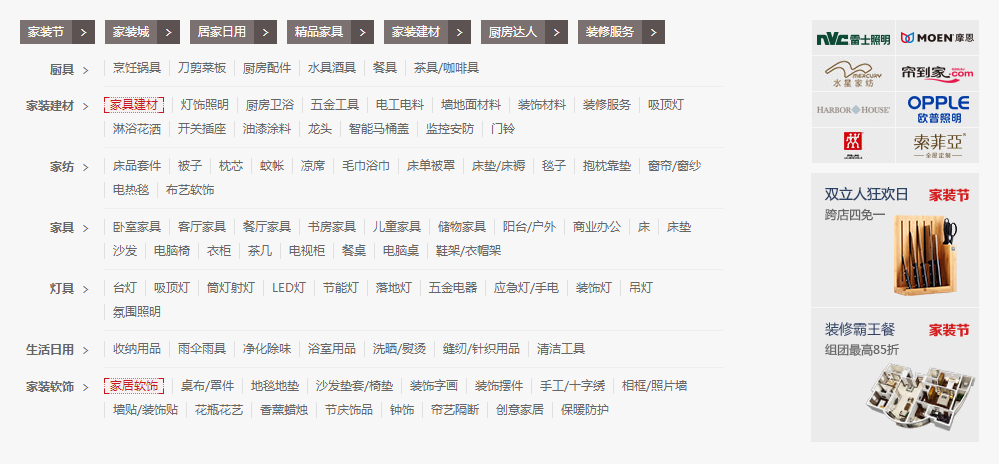 家装节 > 家装城 > 居家日用 > 精品家具 > 家装建材 > 厨房达人 > 装修服务 >
厨具 > 烹饪锅具 刀剪菜板 厨房配件 水具酒具 餐具 茶具/咖啡具
家装建材 > 家具建材 灯饰照明 厨房卫浴 五金工具 电工电料 墙地面材料 装饰材料 装修服务 吸顶灯
淋浴花洒 开关插座 油漆涂料 龙头 智能马桶盖 监控安防 门铃
家纺 > 床品套件 被子 枕芯 蚊帐 凉席 毛巾浴巾 床单被罩 床垫/床褥 毯子 抱枕靠垫 窗帘/窗纱
电热毯 布艺软饰
家具 > 卧室家具 客厅家具 餐厅家具 书房家具 儿童家具 储物家具 阳台/户外 商业办公 床 床垫
沙发 电脑椅 衣柜 茶几 电视柜 餐桌 电脑桌 鞋架/衣帽架
灯具 > 台灯 吸顶灯 筒灯射灯 LED灯 节能灯 落地灯 五金电器 应急灯/手电 装饰灯 吊灯
氛围照明
生活日用 > 收纳用品 雨伞雨具 净化除味 浴室用品 洗晒/熨烫 缝纫/针织用品 清洁工具
家装软饰 > 家居软饰 桌布/罩件 地毯地垫 沙发垫套/椅垫 装饰字画 装饰摆件 手工/十字绣 相框/照片墙
墙贴/装饰贴 花瓶花艺 香薰蜡烛 节庆饰品 钟饰 帘艺隔断 创意家居 保暖防护
NVC 雷士照明 MOEN 摩恩
MERCURY
水星家纺 帘到家.com
HARBOR HOUSE OPPLE
欧普照明
索菲亞
全屋定制
双立人狂欢日 家装节
跨店四免一
装修霸王餐 家装节
组团最高85折